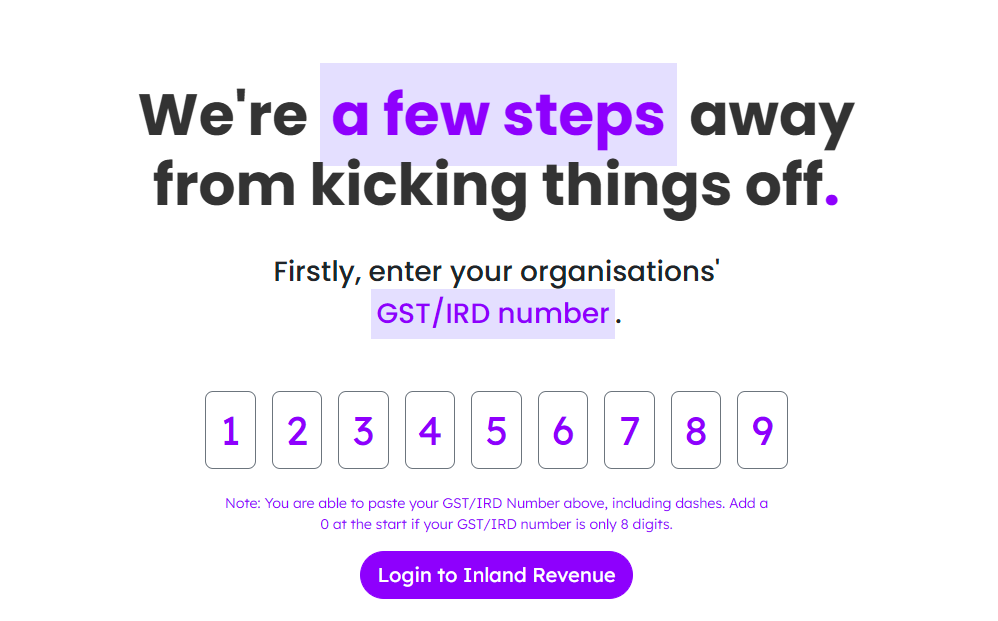 We're a few steps away
from kicking things off.
Firstly, enter your organisations'
GST/IRD number.
1 2 3 4 5 6 7 8 9
Note: You are able to paste your GST/IRD Number above, including dashes. Add a
0 at the start if your GST/IRD number is only 8 digits.
Login to Inland Revenue